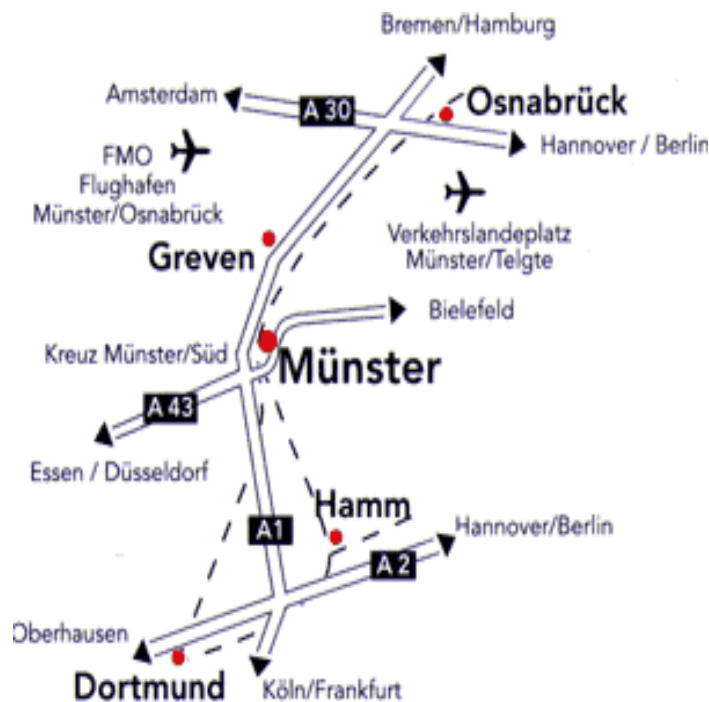 Bremen/Hamburg
Amsterdam
A 30
Osnabrück
Hannover / Berlin
FMO
Flughafen
Münster/Osnabrück
Verkehrslandeplatz
Münster/Telgte
Greven
Bielefeld
Kreuz Münster/Süd
Münster
A 43
Essen / Düsseldorf
Hamm
Hannover/Berlin
A1
A 2
Oberhausen
Dortmund
Köln/Frankfurt